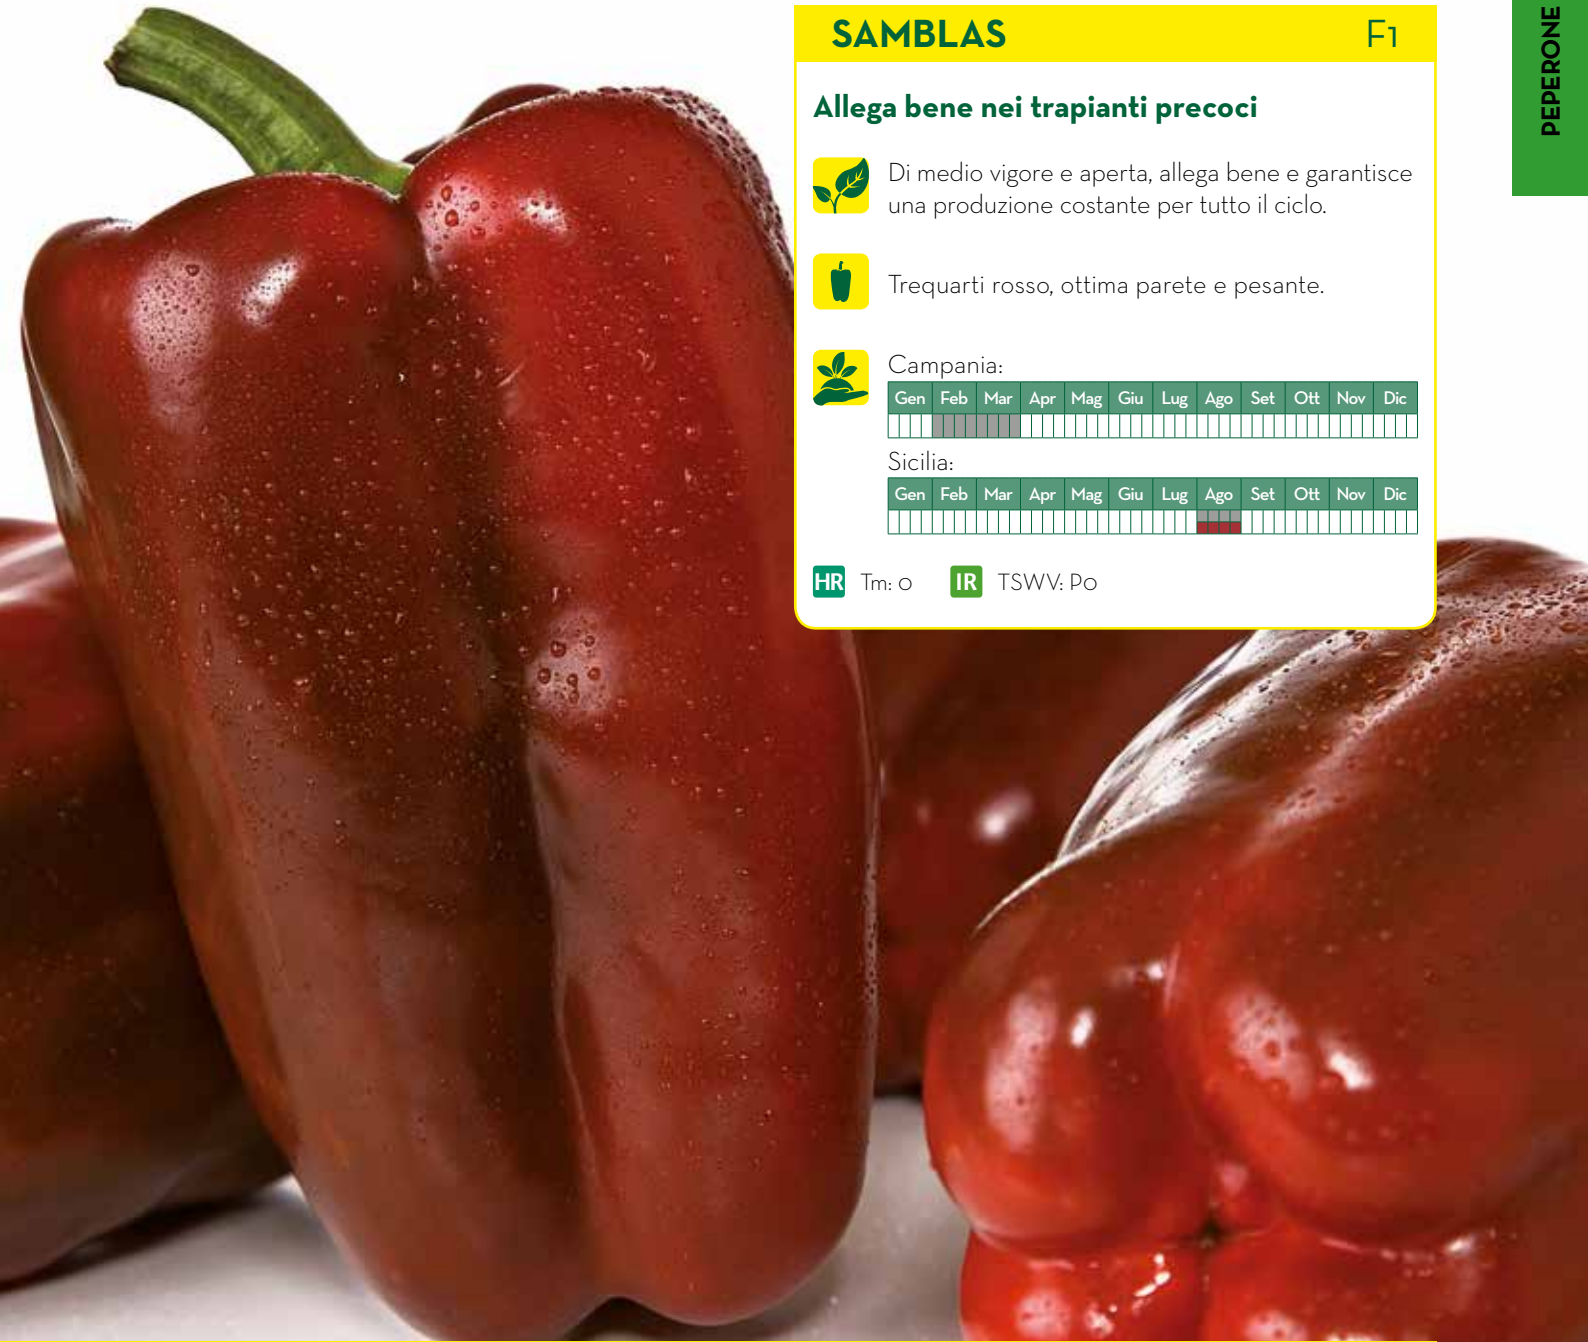 SAMBLAS F1
PEPERONE
Allega bene nei trapianti precoci
Di medio vigore e aperta, allega bene e garantisce
una produzione costante per tutto il ciclo.
Trequarti rosso, ottima parete e pesante.
Campania:
Gen Feb Mar Apr Mag Giu Lug Ago Set Ott Nov Dic
Sicilia:
Gen Feb Mar Apr Mag Giu Lug Ago Set Ott Nov Dic
HR Tm: 0 IR TSWV: P0